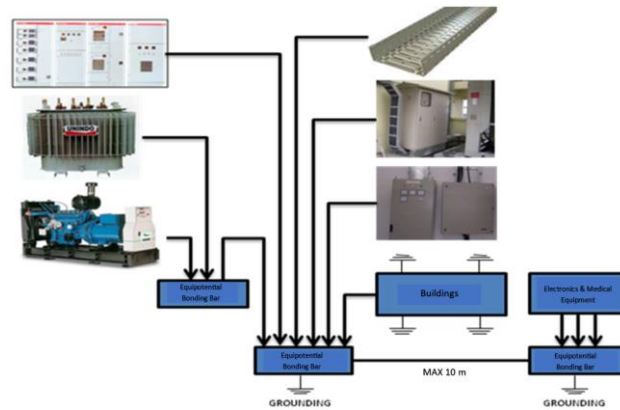 UNINDO
Equipotential
Bonding Bar
Buildings
Electronics & Medical
Equipment
Equipotential
Bonding Bar
MAX 10 m
Equipotential
Bonding Bar
GROUNDING
GROUNDING